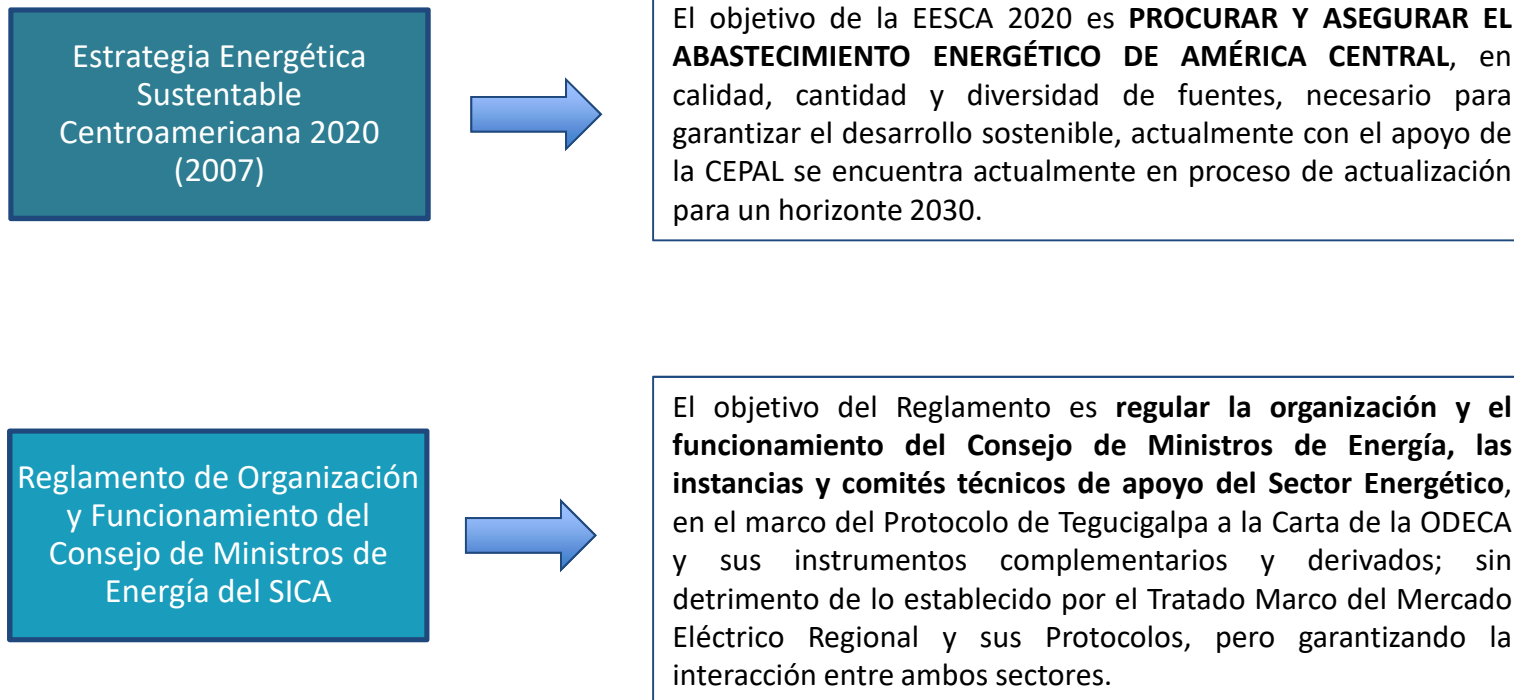 Estrategia Energética
Sustentable
Centroamericana 2020
(2007)
El objetivo de la EESCA 2020 es PROCURAR Y ASEGURAR EL
ABASTECIMIENTO ENERGÉTICO DE AMÉRICA CENTRAL, en
calidad, cantidad y diversidad de fuentes, necesario para
garantizar el desarrollo sostenible, actualmente con el apoyo de
la CEPAL se encuentra actualmente en proceso de actualización
para un horizonte 2030.
Reglamento de Organización
y Funcionamiento del
Consejo de Ministros de
Energía del SICA
El objetivo del Reglamento es regular la organización y el
funcionamiento del Consejo de Ministros de Energía, las
instancias y comités técnicos de apoyo del Sector Energético,
en el marco del Protocolo de Tegucigalpa a la Carta de la ODECA
y sus instrumentos complementarios y derivados; sin
detrimento de lo establecido por el Tratado Marco del Mercado
Eléctrico Regional y sus Protocolos, pero garantizando la
interacción entre ambos sectores.